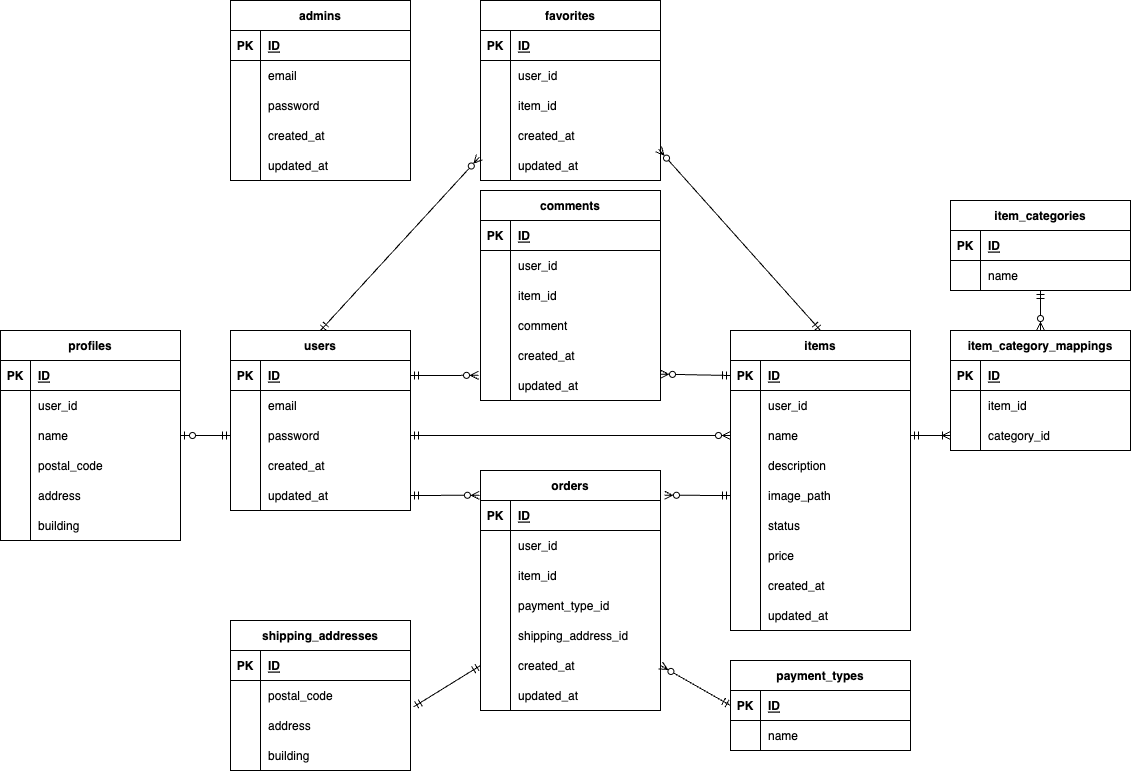 admins
PK ID
email
password
created_at
updated_at
favorites
PK ID
user_id
item_id
created_at
updated_at
comments
PK ID
user_id
item_id
comment
created_at
updated_at
item_categories
PK ID
name
profiles
PK ID
user_id
name
postal_code
address
building
users
PK ID
email
password
created_at
updated_at
items
PK ID
user_id
name
description
image_path
status
price
created_at
updated_at
item_category_mappings
PK ID
item_id
category_id
orders
PK ID
user_id
item_id
payment_type_id
shipping_address_id
created_at
updated_at
shipping_addresses
PK ID
postal_code
address
building
payment_types
PK ID
name